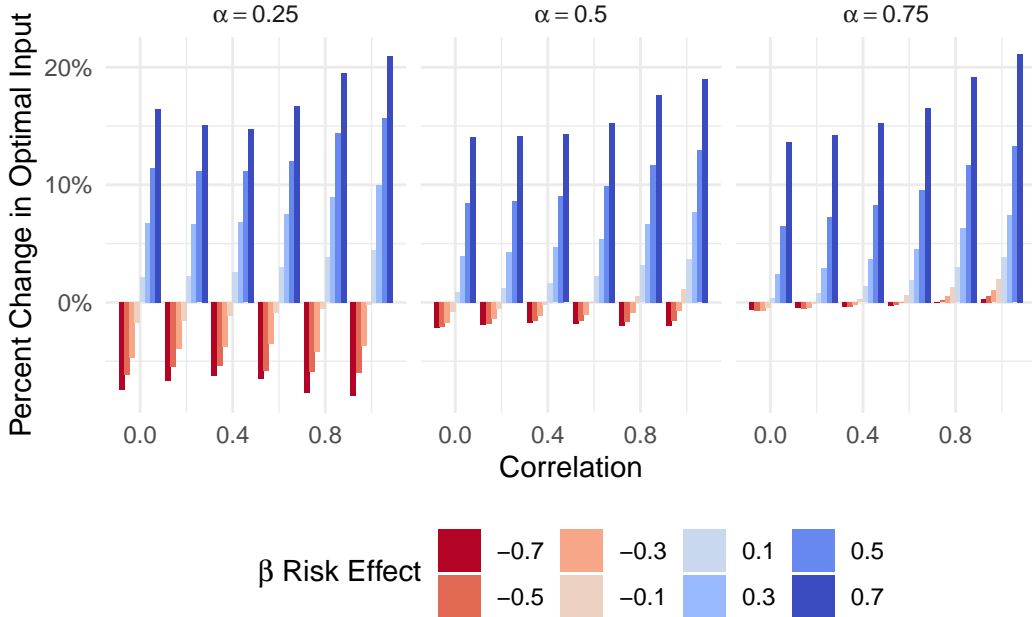 α = 0.25 α = 0.5 α = 0.75
Percent Change in Optimal Input
20%
10%
0%
0.0 0.4 0.8 0.0 0.4 0.8 0.0 0.4 0.8
Correlation
β Risk Effect
−0.7 −0.3 0.1 0.5
−0.5 −0.1 0.3 0.7